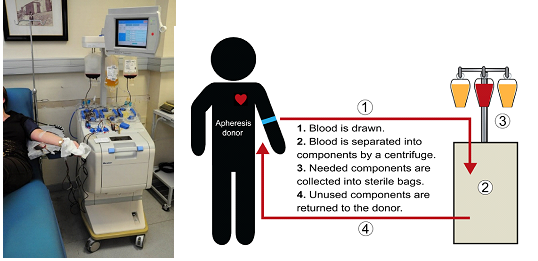 Apheresis
donor
①
1. Blood is drawn.
2. Blood is separated into
components by a centrifuge.
3. Needed components are
collected into sterile bags.
4. Unused components are
returned to the donor.
④
③
②